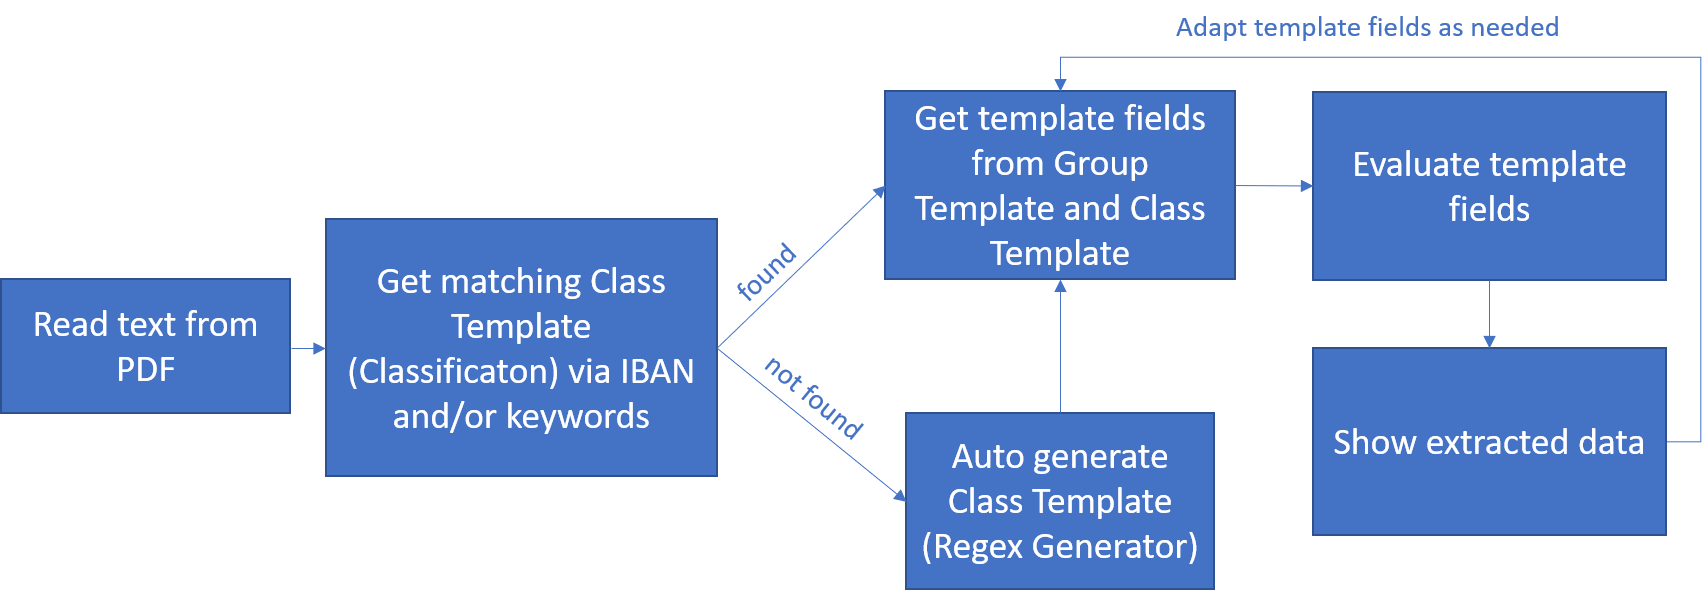 Adapt template fields as needed
Read text from
PDF
Get matching Class
Template
(Classificaton) via IBAN
and/or keywords
found
not found
Get template fields
from Group
Template and Class
Template
Auto generate
Class Template
(Regex Generator)
Evaluate template
fields
Show extracted data